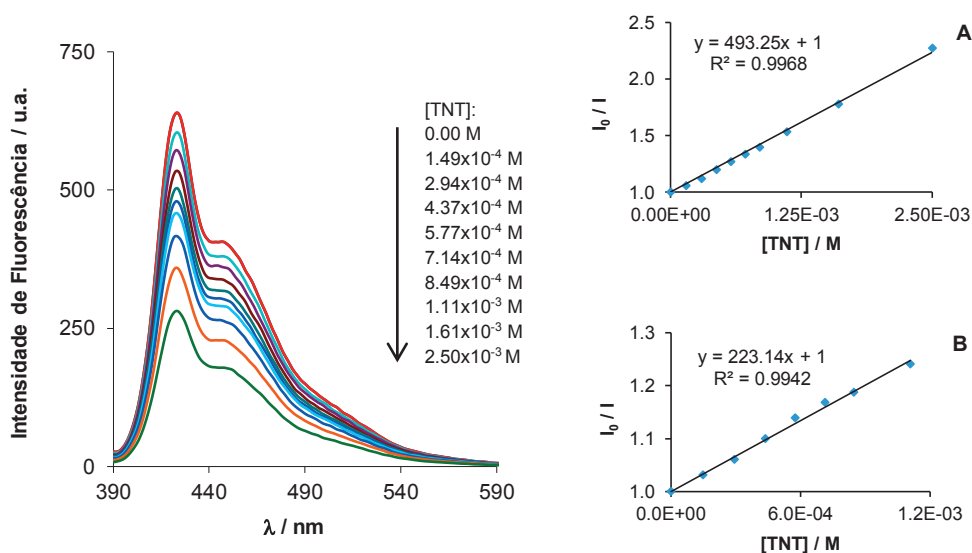 Intensidade de Fluorescência / u.a.
750
500
250
0
390
440
490
540
590
λ / nm
[TNT]:
0.00 M
1.49x10-4 M
2.94x10-4 M
4.37x10-4 M
5.77x10-4 M
7.14x10-4 M
8.49x10-4 M
1.11x10-3 M
1.61x10-3 M
2.50x10-3 M
A
y = 493.25x + 1
R² = 0.9968
I0 / I
2.5
2.0
1.5
1.0
0.00E+00
1.25E-03
2.50E-03
[TNT] / M
B
y = 223.14x + 1
R² = 0.9942
I0 / I
1.3
1.2
1.1
1.0
0.0E+00
6.0E-04
1.2E-03
[TNT] / M